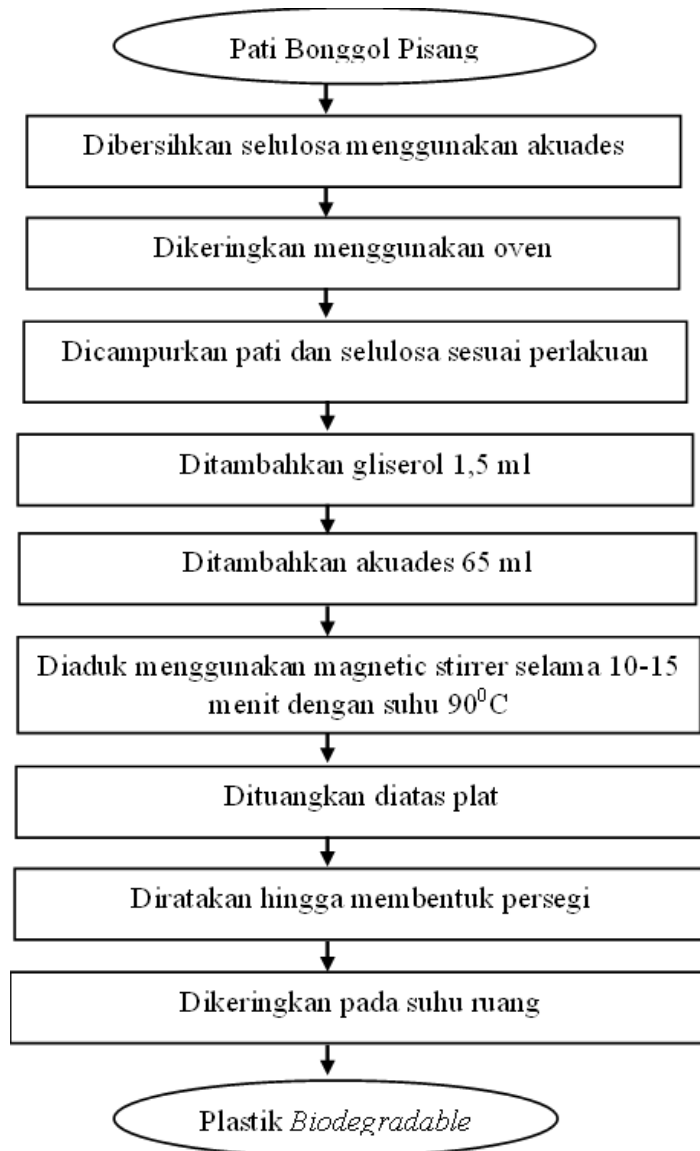 Pati Bonggol Pisang
Dibersihkan selulosa menggunakan akuades
Dikeringkan menggunakan oven
Dicampurkan pati dan selulosa sesuai perlakuan
Ditambahkan gliserol 1,5 ml
Ditambahkan akuades 65 ml
Diaduk menggunakan magnetic stirrer selama 10-15
menit dengan suhu 90⁰C
Dituangkan diatas plat
Diratakan hingga membentuk persegi
Dikeringkan pada suhu ruang
Plastik Biodegradable